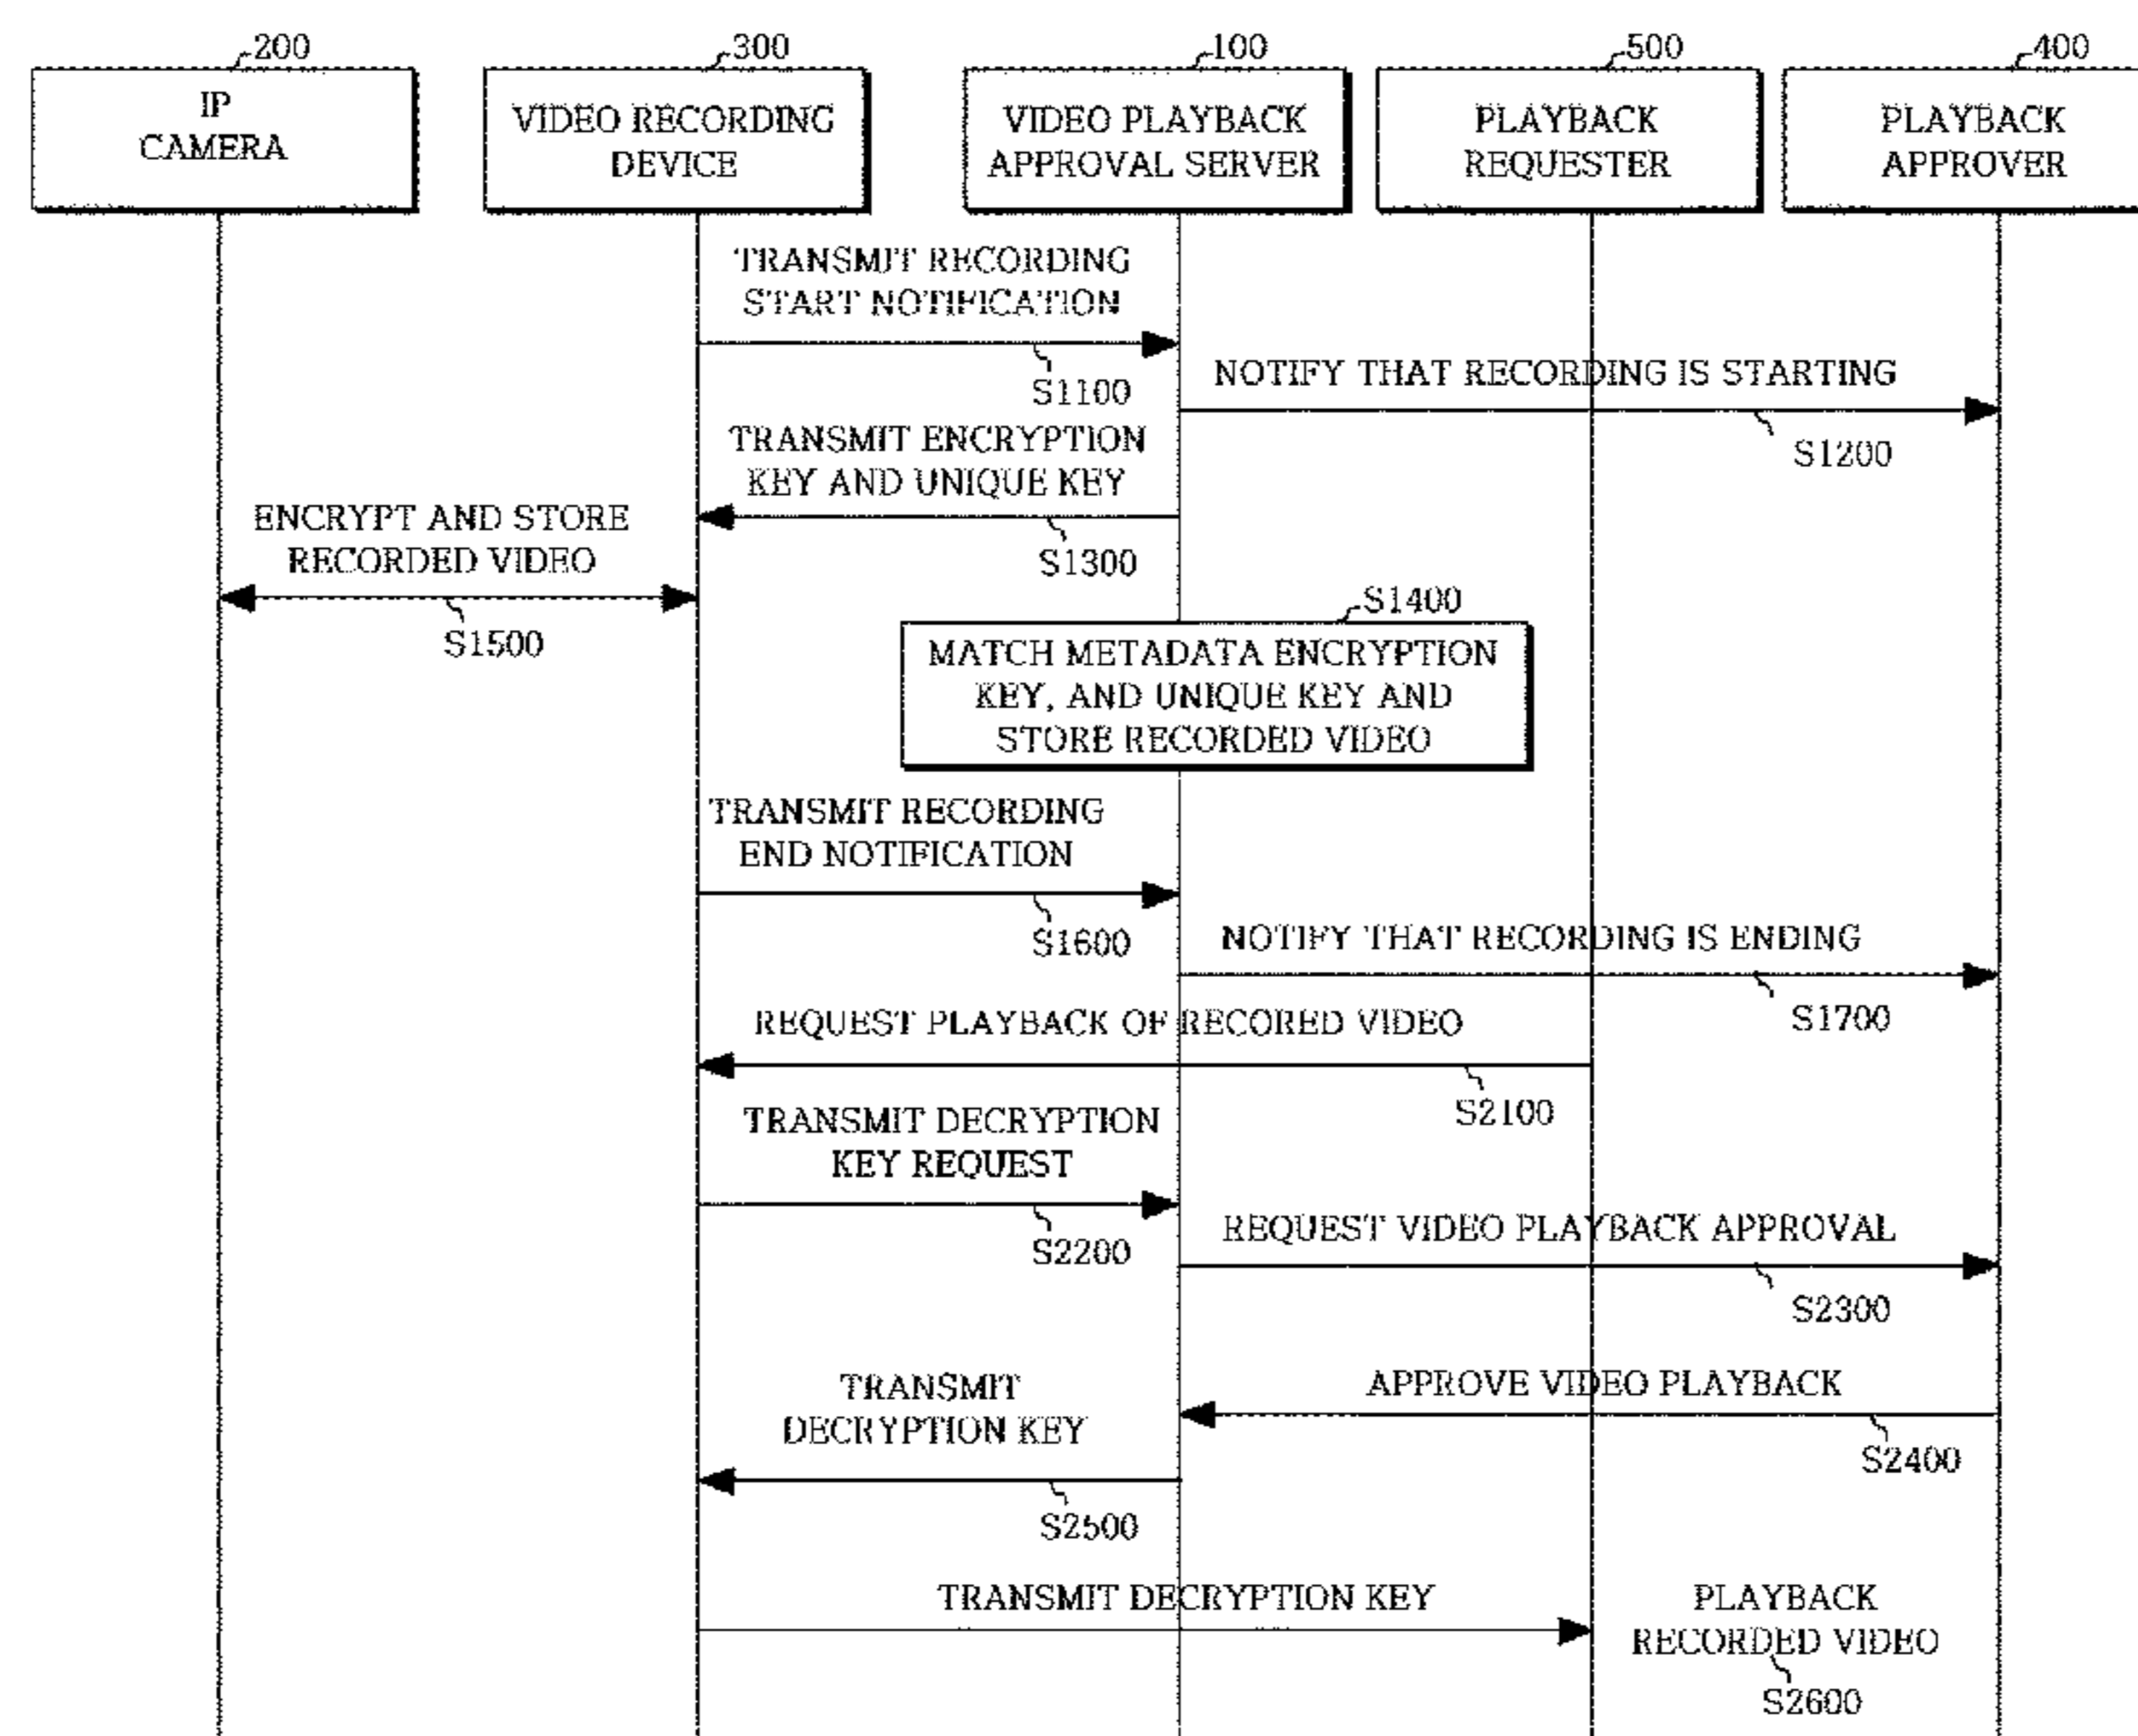 200
300
100
500
400
IP
CAMERA
VIDEO RECORDING
DEVICE
VIDEO PLAYBACK
APPROVAL SERVER
PLAYBACK
REQUESTER
PLAYBACK
APPROVER
TRANSMIT RECORDING
START NOTIFICATION
S1100
NOTIFY THAT RECORDING IS STARTING
S1200
TRANSMIT ENCRYPTION
KEY AND UNIQUE KEY
S1300
ENCRYPT AND STORE
RECORDED VIDEO
S1500
S1400
MATCH METADATA ENCRYPTION
KEY, AND UNIQUE KEY AND
STORE RECORDED VIDEO
TRANSMIT RECORDING
END NOTIFICATION
S1600
NOTIFY THAT RECORDING IS ENDING
S1700
REQUEST PLAYBACK OF RECORED VIDEO
S2100
TRANSMIT DECRYPTION
KEY REQUEST
S2200
REQUEST VIDEO PLAYBACK APPROVAL
S2300
APPROVE VIDEO PLAYBACK
S2400
TRANSMIT
DECRYPTION KEY
S2500
TRANSMIT DECRYPTION KEY
PLAYBACK
RECORDED VIDEO
S2600